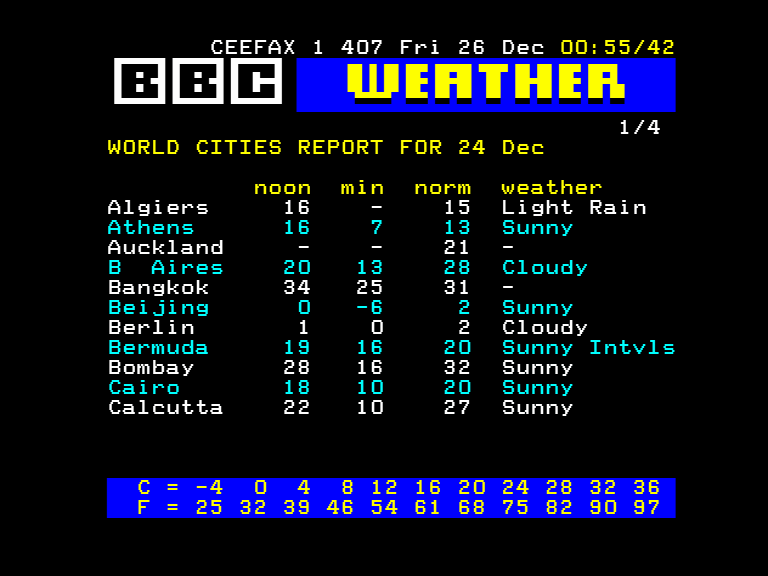 CEEFAX 1 407 Fri 26 Dec 00:55/42
BBC WEATHER
1/4
WORLD CITIES REPORT FOR 24 Dec
noon min norm weather
Algiers 16 - 15 Light Rain
Athens 16 7 13 Sunny
Auckland - - 21 -
B Aires 20 13 28 Cloudy
Bangkok 34 25 31 -
Beijing 0 -6 2 Sunny
Berlin 1 0 2 Cloudy
Bermuda 19 16 20 Sunny Intvls
Bombay 28 16 32 Sunny
Cairo 18 10 20 Sunny
Calcutta 22 10 27 Sunny
C = -4 0 4 8 12 16 20 24 28 32 36
F = 25 32 39 46 54 61 68 75 82 90 97